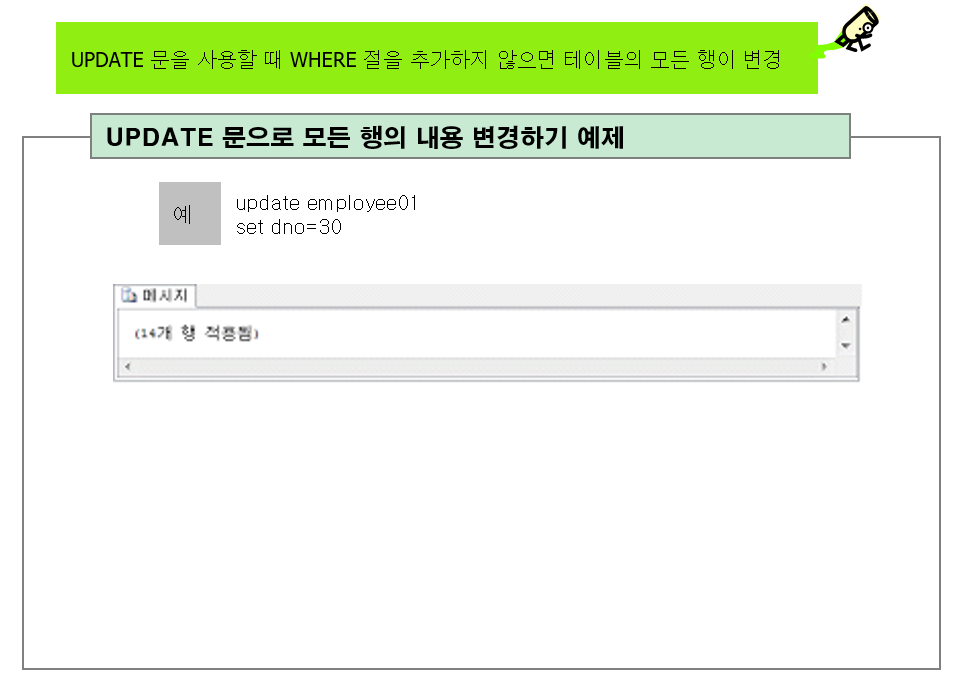 UPDATE 문을 사용할 때 WHERE 절을 추가하지 않으면 테이블의 모든 행이 변경
UPDATE 문으로 모든 행의 내용 변경하기 예제
예
update employee01
set dno=30
메시지
(14개 행 적용됨)